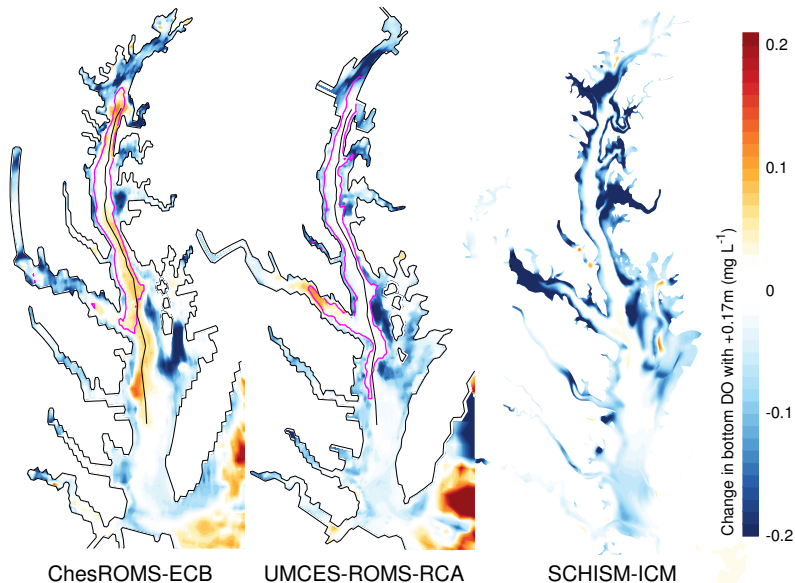 0.2
0.1
0
-0.1
-0.2
Change in bottom DO with +0.17m (mg L⁻¹)
ChesROMS-ECB
UMCES-ROMS-RCA
SCHISM-ICM